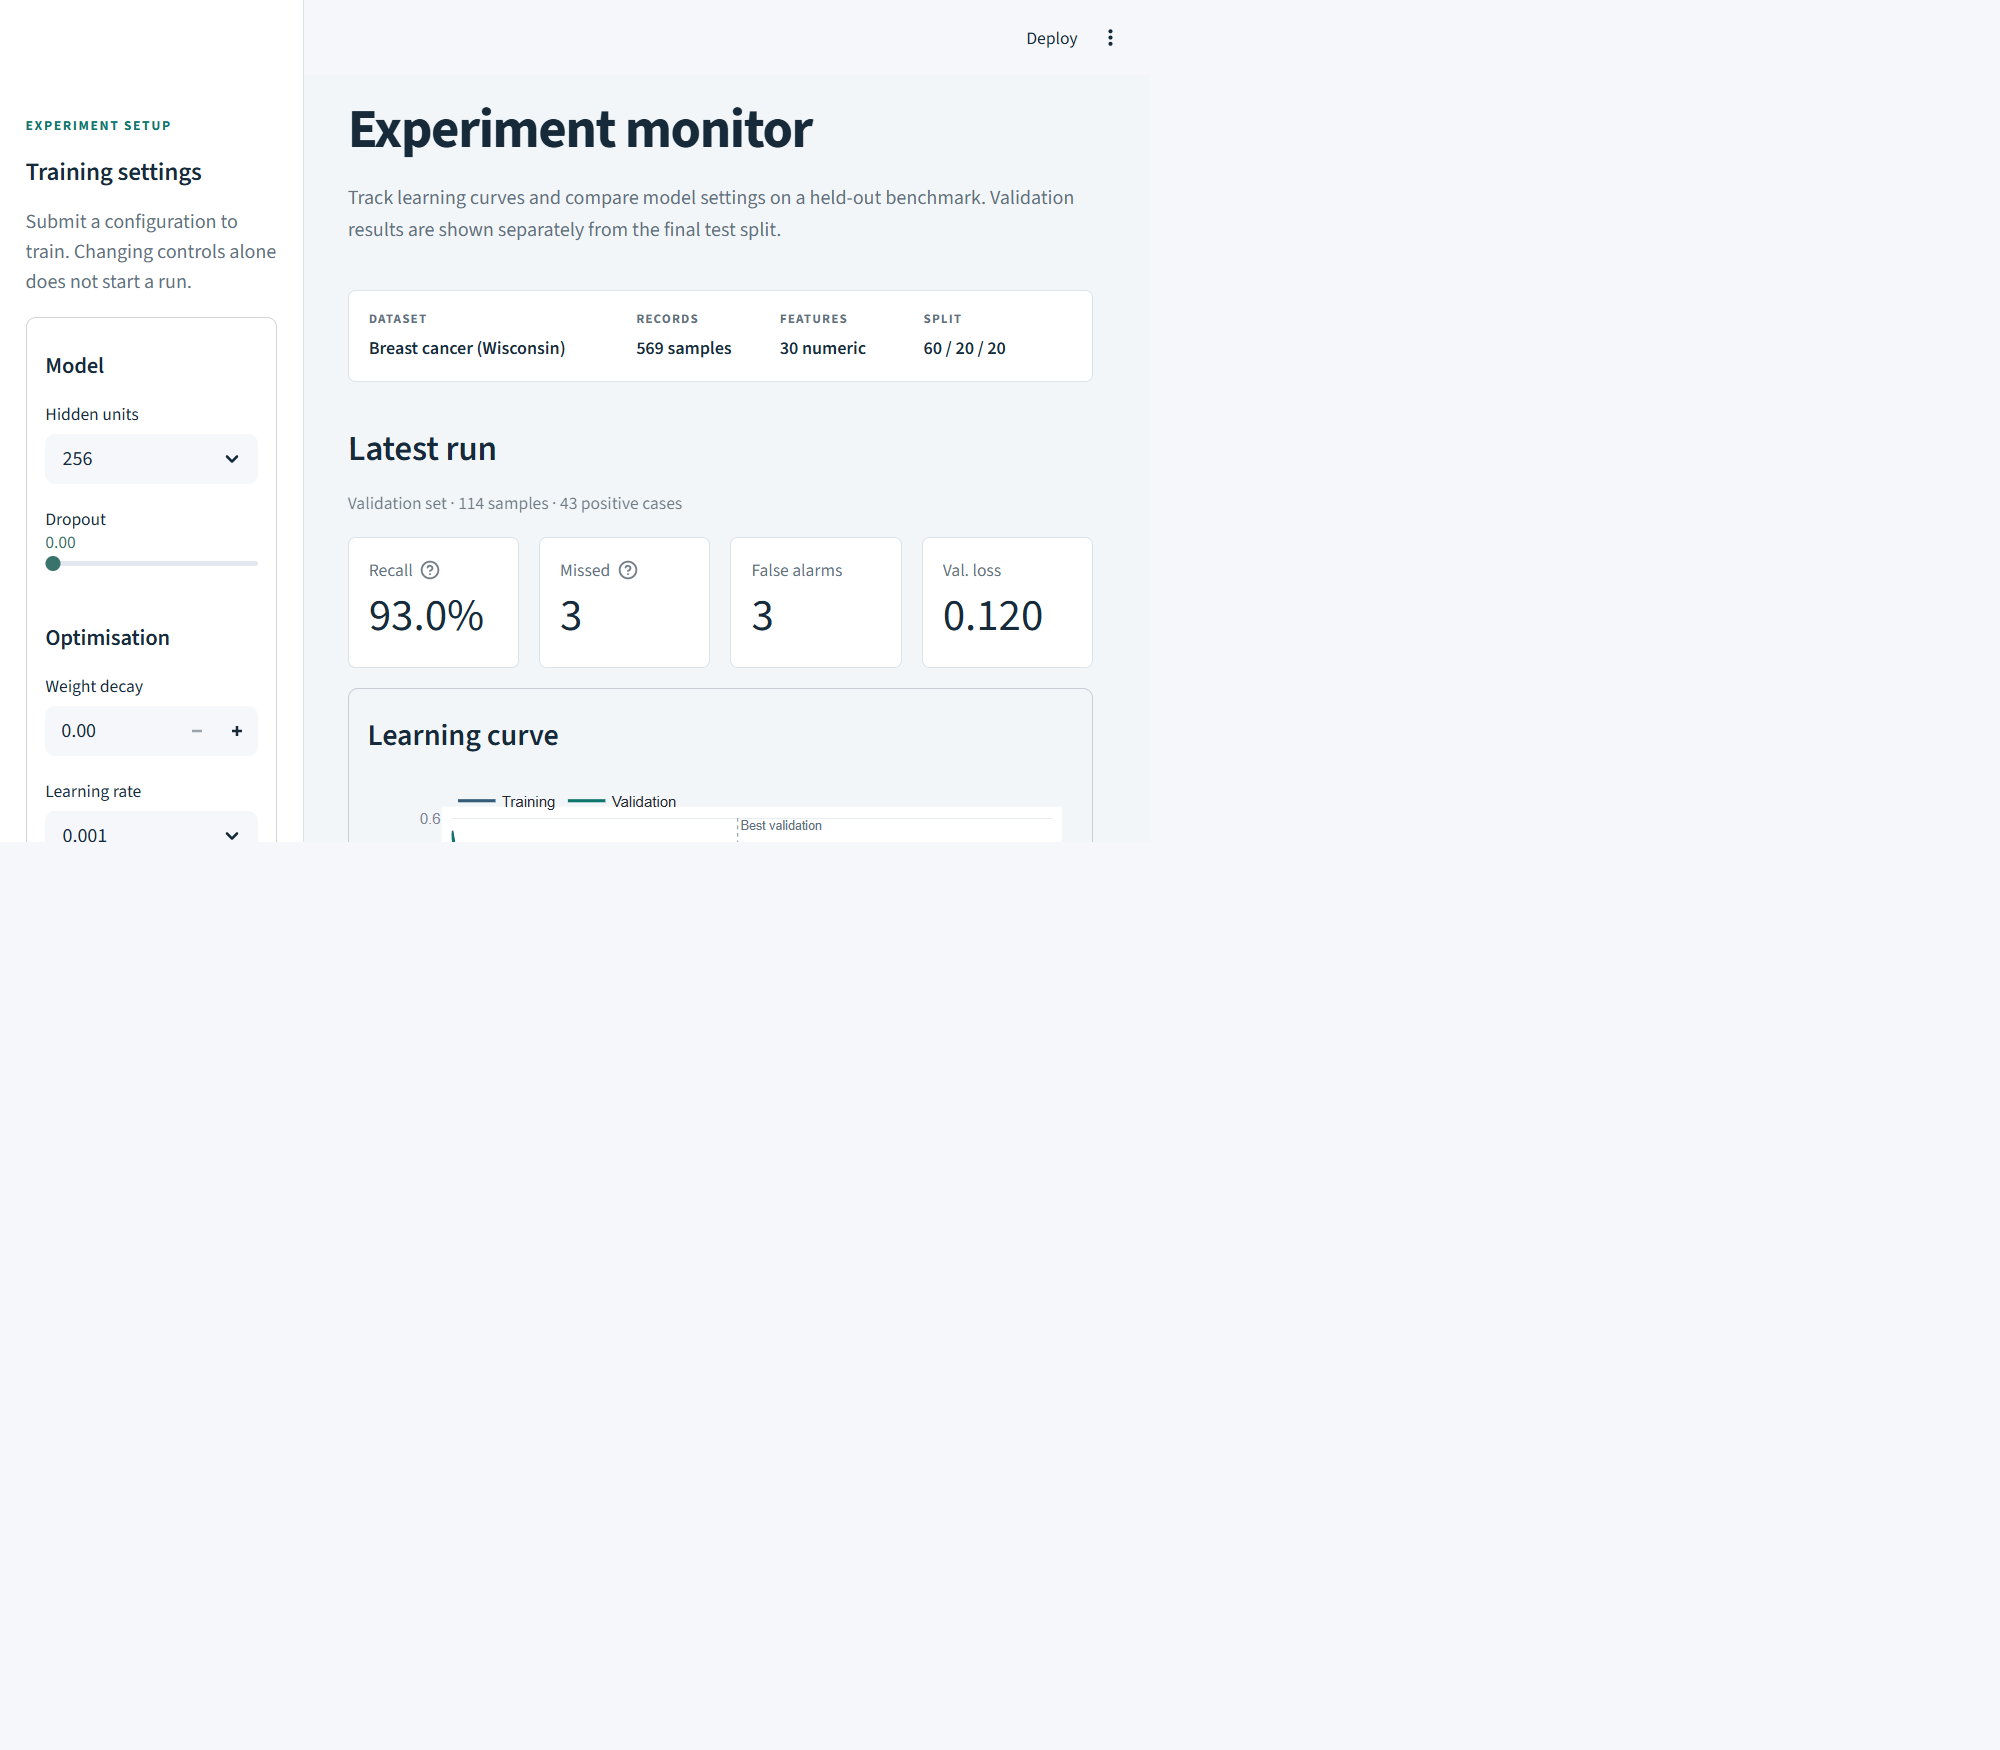 Deploy
EXPERIMENT SETUP
Training settings
Submit a configuration to
train. Changing controls alone
does not start a run.
Model
Hidden units
256
Dropout
0.00
Optimisation
Weight decay
0.00
Learning rate
0.001
Experiment monitor
Track learning curves and compare model settings on a held-out benchmark. Validation
results are shown separately from the final test split.
DATASET RECORDS FEATURES SPLIT
Breast cancer (Wisconsin) 569 samples 30 numeric 60 / 20 / 20
Latest run
Validation set · 114 samples · 43 positive cases
Recall Missed False alarms Val. loss
93.0% 3 3 0.120
Learning curve
Training Validation
0.6
Best validation